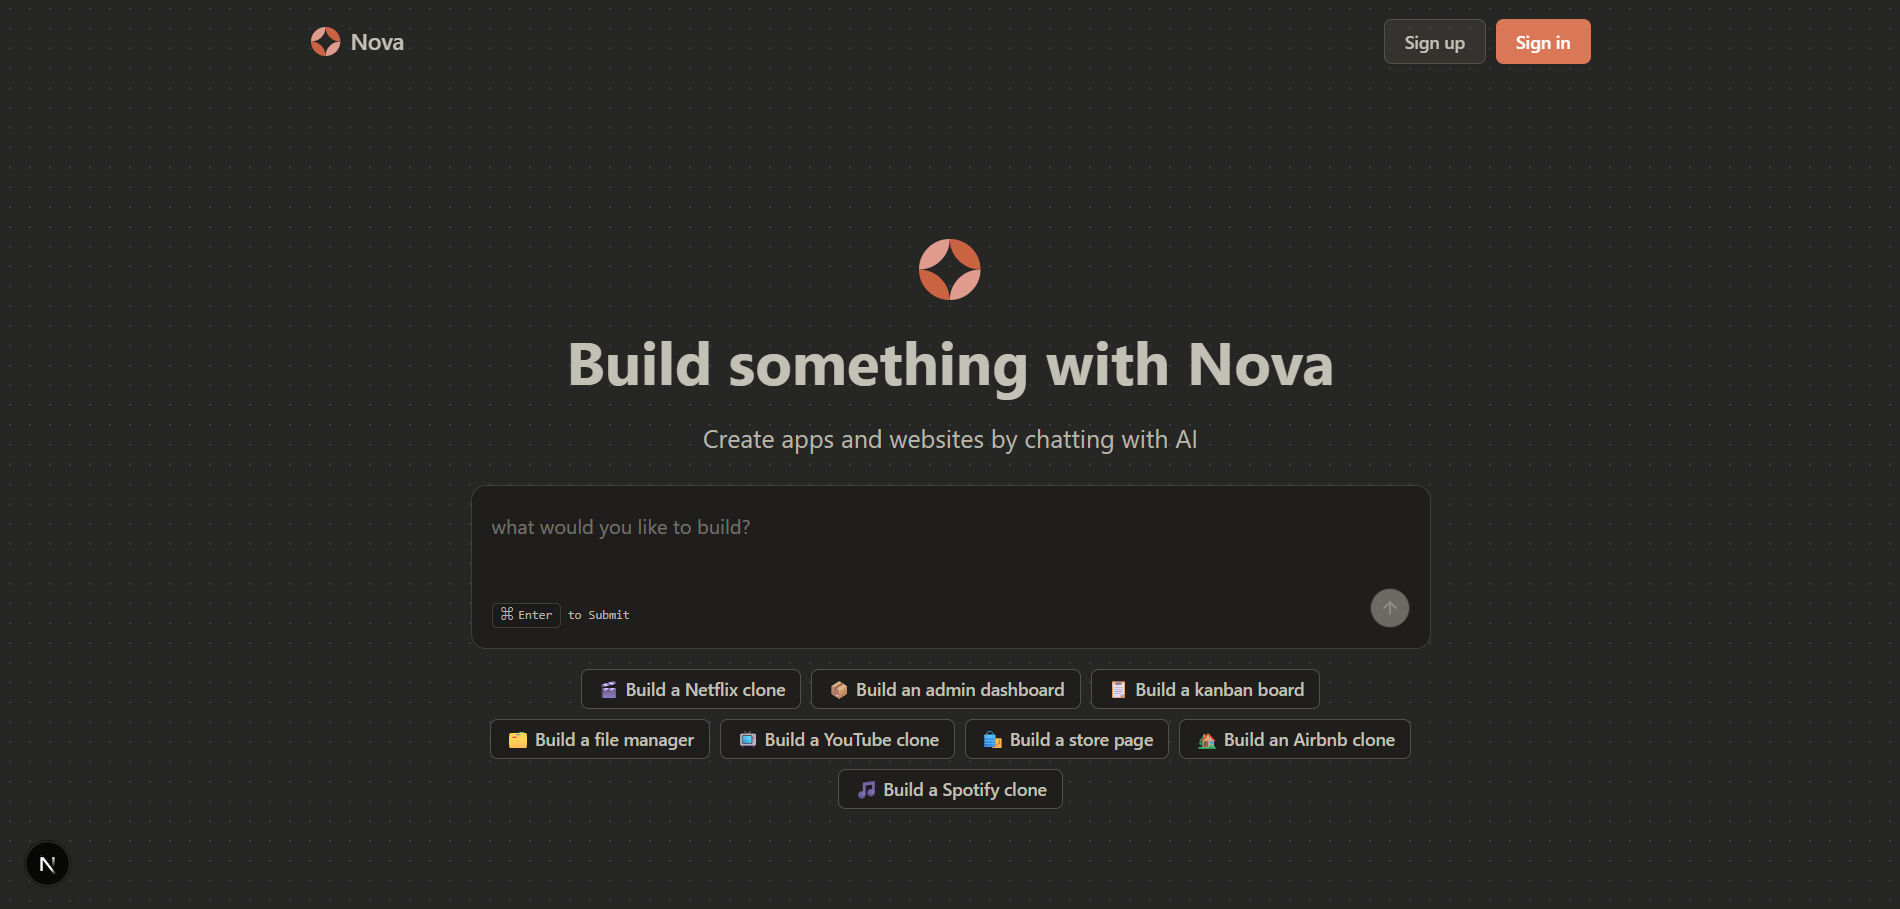 Nova
Sign up
Sign in
Build something with Nova
Create apps and websites by chatting with AI
what would you like to build?
⌘ Enter to Submit
Build a Netflix clone
Build an admin dashboard
Build a kanban board
Build a file manager
Build a YouTube clone
Build a store page
Build an Airbnb clone
Build a Spotify clone
N